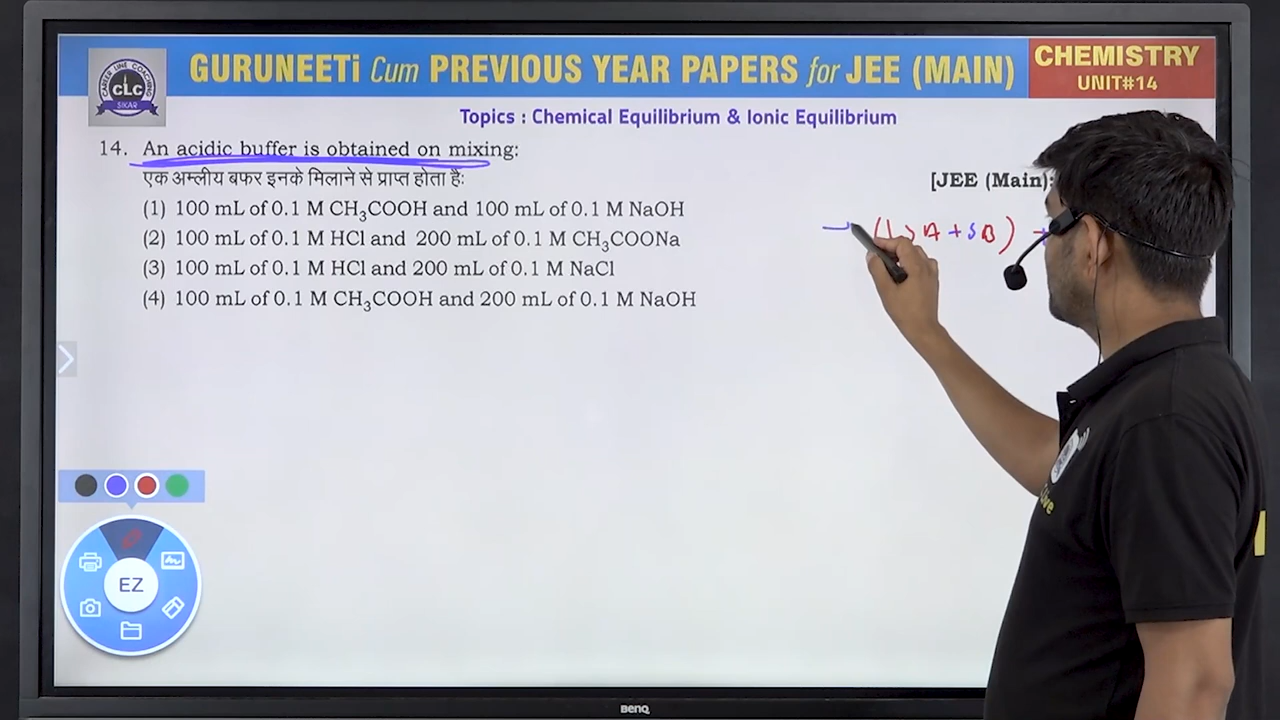 GURUNEETi Cum PREVIOUS YEAR PAPERS for JEE (MAIN)
CHEMISTRY
UNIT#14
CAREER LINE COACHING
CLC
SIKAR
Topics : Chemical Equilibrium & Ionic Equilibrium
14. An acidic buffer is obtained on mixing:
एक अम्लीय बफर इनके मिलाने से प्राप्त होता है:
[JEE (Main):
(1) 100 mL of 0.1 M CH₃COOH and 100 mL of 0.1 M NaOH
(2) 100 mL of 0.1 M HCl and 200 mL of 0.1 M CH₃COONa
(3) 100 mL of 0.1 M HCl and 200 mL of 0.1 M NaCl
(4) 100 mL of 0.1 M CH₃COOH and 200 mL of 0.1 M NaOH
EZ
BenQ